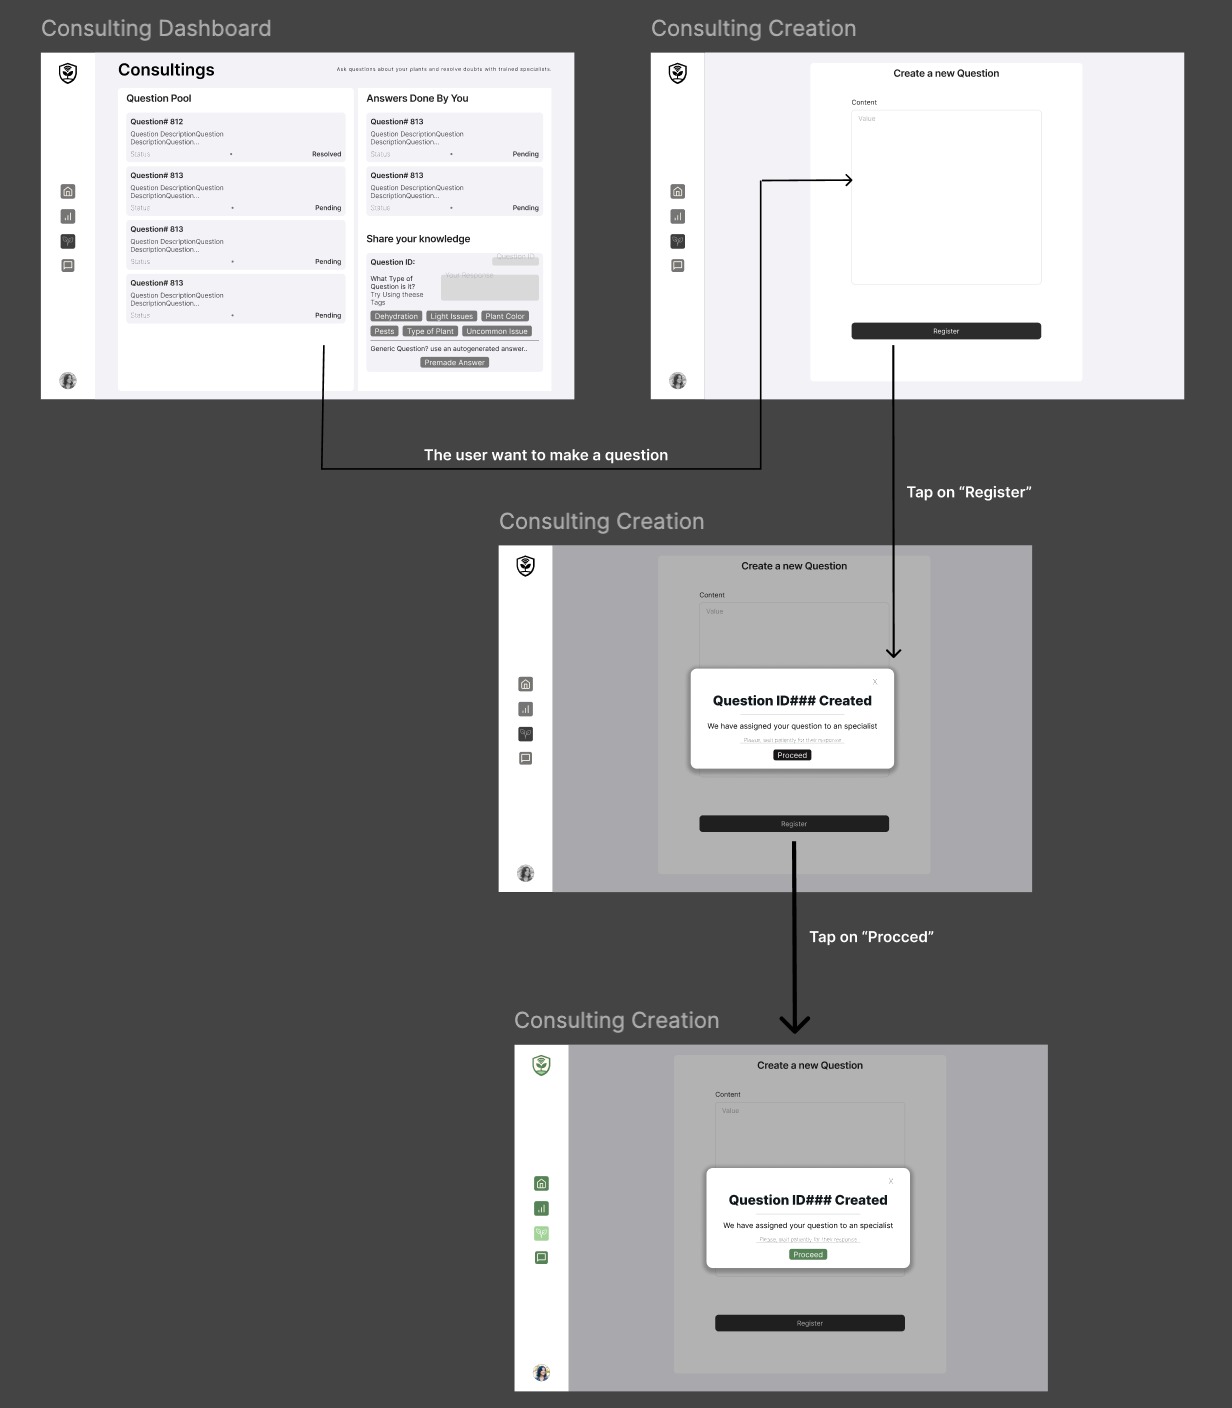 Consulting Dashboard
Consultings
Ask questions about your plants and resolve doubts with trained specialists.
Question Pool
Question# 812
Question DescriptionQuestion
DescriptionQuestion...
Status
Resolved
Question# 813
Question DescriptionQuestion
DescriptionQuestion...
Status
Pending
Question# 813
Question DescriptionQuestion
DescriptionQuestion...
Status
Pending
Question# 813
Question DescriptionQuestion
DescriptionQuestion...
Status
Pending
Answers Done By You
Question# 813
Question DescriptionQuestion
DescriptionQuestion...
Status
Pending
Question# 813
Question DescriptionQuestion
DescriptionQuestion...
Status
Pending
Share your knowledge
Question ID:
Question ID
What Type of
Question is it?
Try Using theese
Tags
Your Response
Dehydration Light Issues Plant Color
Pests Type of Plant Uncommon Issue
Generic Question? use an autogenerated answer..
Premade Answer
Consulting Creation
Create a new Question
Content
Value
Register
The user want to make a question
Tap on “Register”
Consulting Creation
Create a new Question
Content
Value
X
Question ID### Created
We have assigned your question to an specialist
Please, wait patiently for their response
Proceed
Register
Tap on “Procced”
Consulting Creation
Create a new Question
Content
Value
X
Question ID### Created
We have assigned your question to an specialist
Please, wait patiently for their response
Proceed
Register